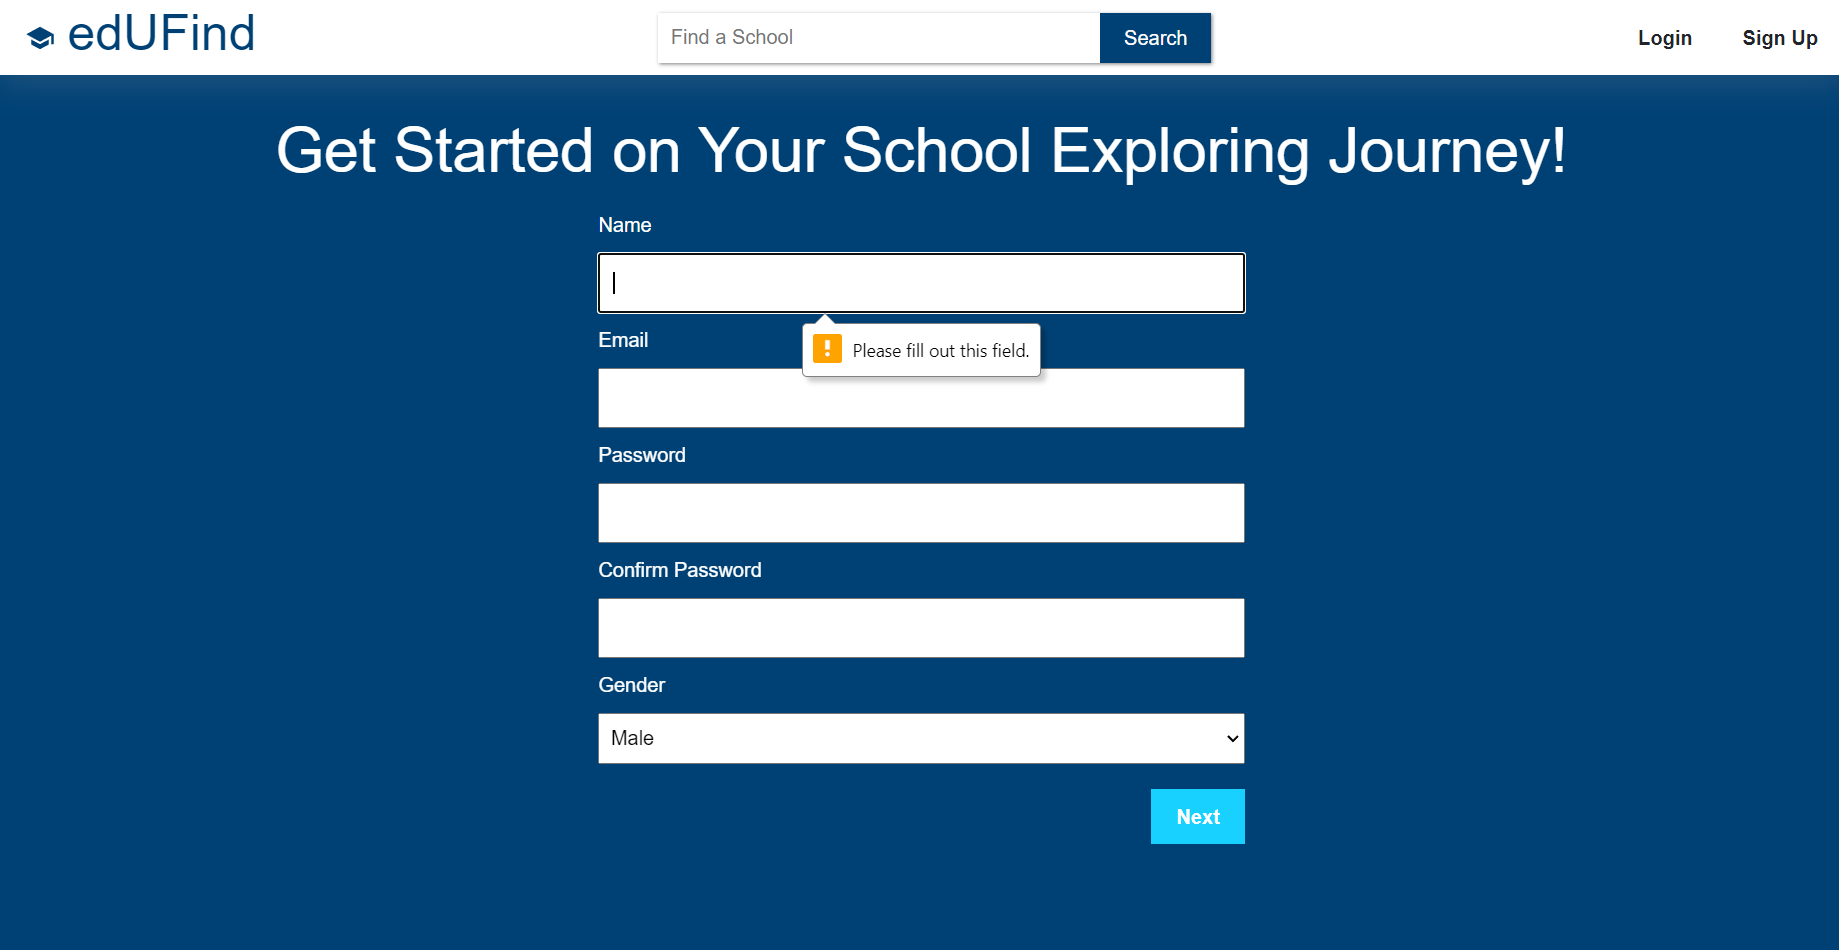 edUFind
Find a School
Search
Login
Sign Up
Get Started on Your School Exploring Journey!
Name
Please fill out this field.
Email
Password
Confirm Password
Gender
Male
Next